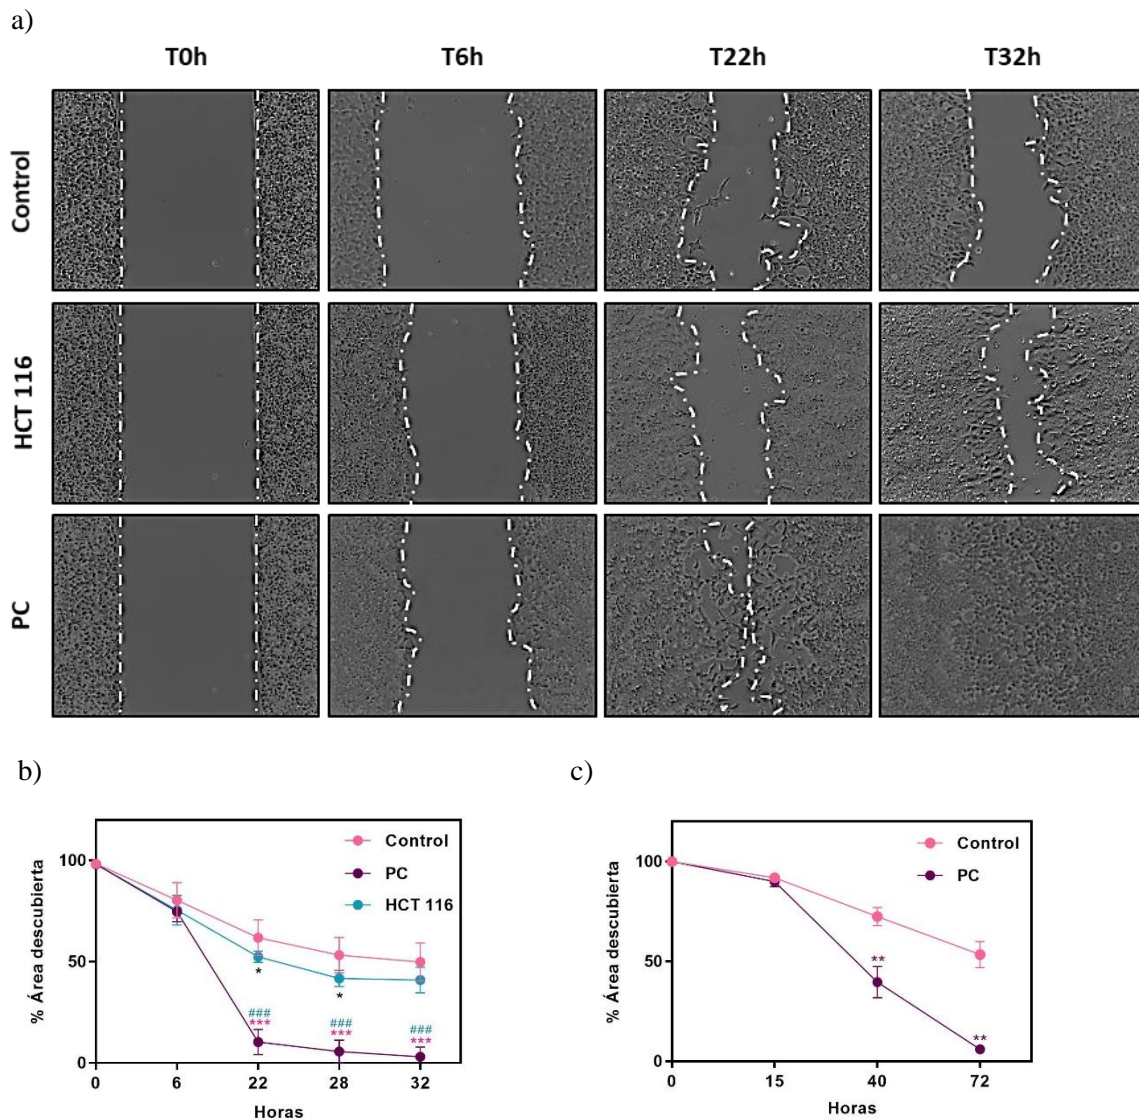 a)
T0h T6h T22h T32h
Control
HCT 116
PC
b)
% Área descubierta
100
50
0
Control
PC
HCT 116
*
*
###
***
###
***
###
***
0 6 22 28 32
Horas
c)
% Área descubierta
100
50
0
Control
PC
**
**
0 15 40 72
Horas